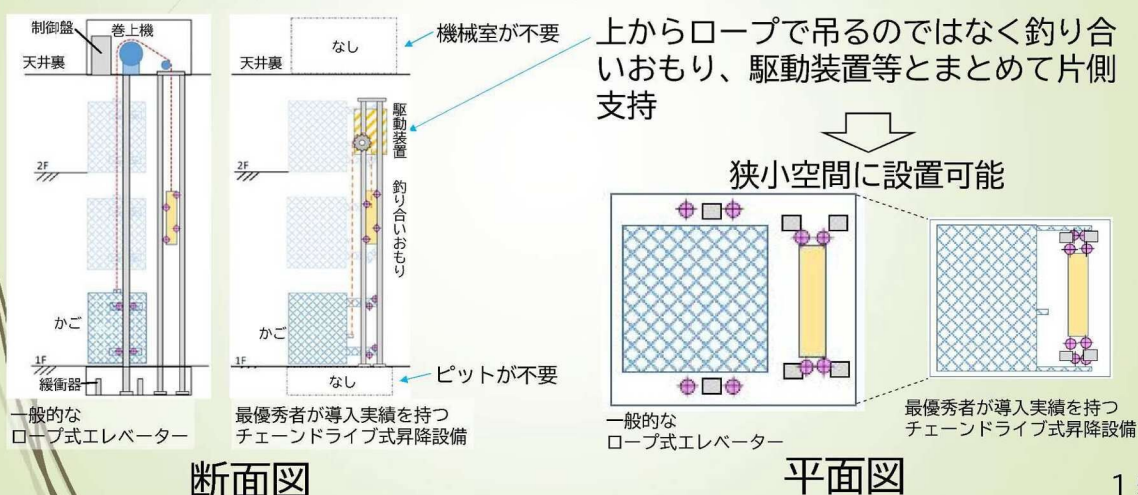 制御盤
巻上機
天井裏
2F
かご
1F
緩衝器
一般的な
ロープ式エレベーター
なし
天井裏
駆動装置
2F
釣り合いおもり
かご
1F
なし
最優秀者が導入実績を持つ
チェーンドライブ式昇降設備
断面図
機械室が不要
ピットが不要
上からロープで吊るのではなく釣り合
いおもり、駆動装置等とまとめて片側
支持
狭小空間に設置可能
一般的な
ロープ式エレベーター
最優秀者が導入実績を持つ
チェーンドライブ式昇降設備
平面図
1